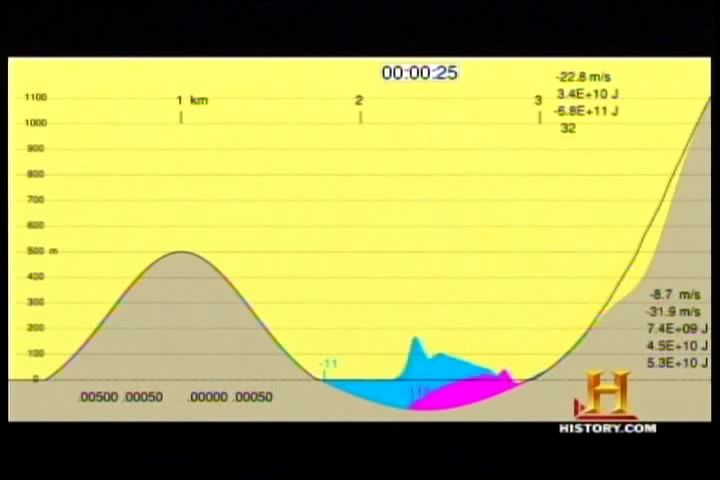 00:00:25
-22.8 m/s
3.4E+10 J
-6.8E+11 J
32
1 km 2 3
1100
1000
900
800
700
600
500 m
400
300
200
100
0
-11
-8.7 m/s
-31.9 m/s
7.4E+09 J
4.5E+10 J
5.3E+10 J
.00500 .00050 .00000 .00050
H
HISTORY.COM